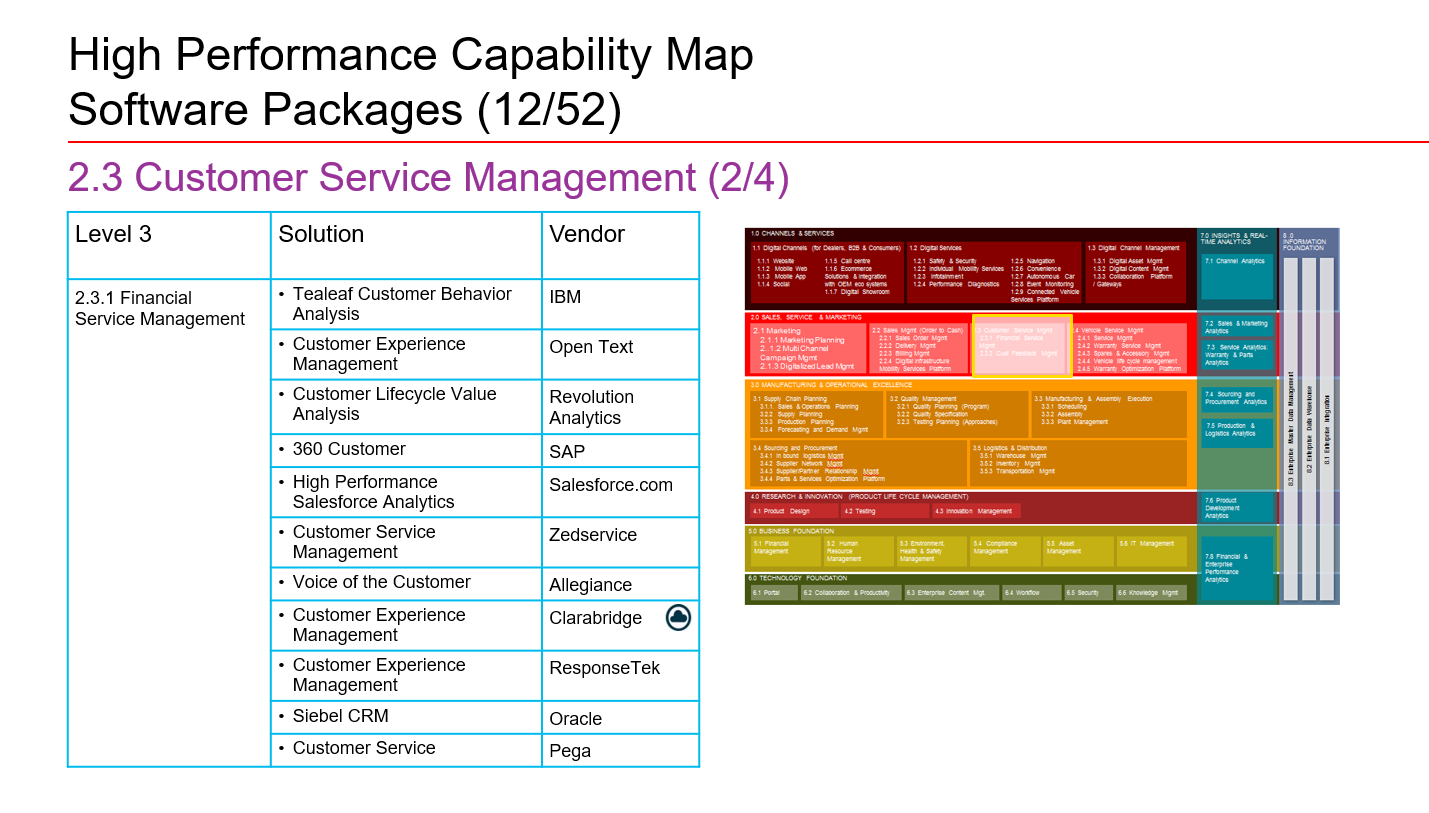 High Performance Capability Map
Software Packages (12/52)
2.3 Customer Service Management (2/4)
Level 3
Solution
Vendor
2.3.1 Financial
Service Management
• Tealeaf Customer Behavior
Analysis
IBM
• Customer Experience
Management
Open Text
• Customer Lifecycle Value
Analysis
Revolution
Analytics
• 360 Customer
SAP
• High Performance
Salesforce Analytics
Salesforce.com
• Customer Service
Management
Zedservice
• Voice of the Customer
Allegiance
• Customer Experience
Management
Clarabridge
• Customer Experience
Management
ResponseTek
• Siebel CRM
Oracle
• Customer Service
Pega
1.0 CHANNELS & SERVICES
1.1 Digital Channels (for Dealers, B2B & Consumers)
1.1.1 Website
1.1.2 Mobile Web
1.1.3 Mobile App
1.1.4 Social
1.1.5 Call centre
1.1.6 Ecommerce
Solutions & Integration
with OEM eco systems
1.1.7 Digital Showroom
1.2 Digital Services
1.2.1 Safety & Security
1.2.2 Individual Mobility Services
1.2.3 Infotainment
1.2.4 Performance Diagnostics
1.2.5 Navigation
1.2.6 Convenience
1.2.7 Autonomous Car
1.2.8 Event Monitoring
1.2.9 Connected Vehicle
Services Platform
1.3 Digital Channel Management
1.3.1 Digital Asset Mgmt
1.3.2 Digital Content Mgmt
1.3.3 Collaboration Platform
/ Gateways
2.0 SALES, SERVICE & MARKETING
2.1 Marketing
2.1.1 Marketing Planning
2..1.2 Multi Channel
Campaign Mgmt
2.1.3 Digitalized Lead Mgmt
2.2 Sales Mgmt (Order to Cash)
2.2.1 Sales Order Mgmt
2.2.2 Delivery Mgmt
2.2.3 Billing Mgmt
2.2.4 Digital Infrastructure
Mobility Services Platform
Customer Service Mgmt
Financial Service
Mgmt
Cust Feedback Mgmt
2.4 Vehicle Service Mgmt
2.4.1 Service Mgmt
2.4.2 Warranty Service Mgmt
2.4.3 Spares & Accessory Mgmt
2.4.4 Vehicle life cycle management
2.4.5 Warranty Optimization Platform
3.0 MANUFACTURING & OPERATIONAL EXCELLENCE
3.1 Supply Chain Planning
3.1.1 Sales & Operations Planning
3.2.2 Supply Planning
3.3.3 Production Planning
3.3.4 Forecasting and Demand Mgmt
3.2 Quality Management
3.2.1 Quality Planning (Program)
3.2.2 Quality Specification
3.2.3 Testing Planning (Approaches)
3.3 Manufacturing & Assembly Execution
3.3.1 Scheduling
3.3.2 Assembly
3.3.3 Plant Management
3.4 Sourcing and Procurement
3.4.1 In bound logistics Mgmt
3.4.2 Supplier Network Mgmt
3.4.3 Supplier/Partner Relationship Mgmt
3.4.4 Parts & Services Optimization Platform
3.5 Logistics & Distribution
3.5.1 Warehouse Mgmt
3.5.2 Inventory Mgmt
3.5.3 Transportation Mgmt
4.0 RESEARCH & INNOVATION (PRODUCT LIFE CYCLE MANAGEMENT)
4.1 Product Design
4.2 Testing
4.3 Innovation Management
5.0 BUSINESS FOUNDATION
5.1 Financial
Management
5.2 Human
Resource
Management
5.3 Environment,
Health & Safety
Management
5.4 Compliance
Management
5.5 Asset
Management
5.6 IT Management
6.0 TECHNOLOGY FOUNDATION
6.1 Portal
6.2 Collaboration & Productivity
6.3 Enterprise Content Mgt.
6.4 Workflow
6.5 Security
6.6 Knowledge Mgmt
7.0 INSIGHTS & REAL-
TIME ANALYTICS
7.1 Channel Analytics
7.2 Sales & Marketing
Analytics
7.3 Service Analytics:
Warranty & Parts
Analytics
7.4 Sourcing and
Procurement Analytics
7.5 Production &
Logistics Analytics
7.6 Product
Development
Analytics
7.8 Financial &
Enterprise
Performance
Analytics
8.0
INFORMATION
FOUNDATION
8.3 Enterprise Master Data Management
8.2 Enterprise Data Warehouse
8.1 Enterprise Integration